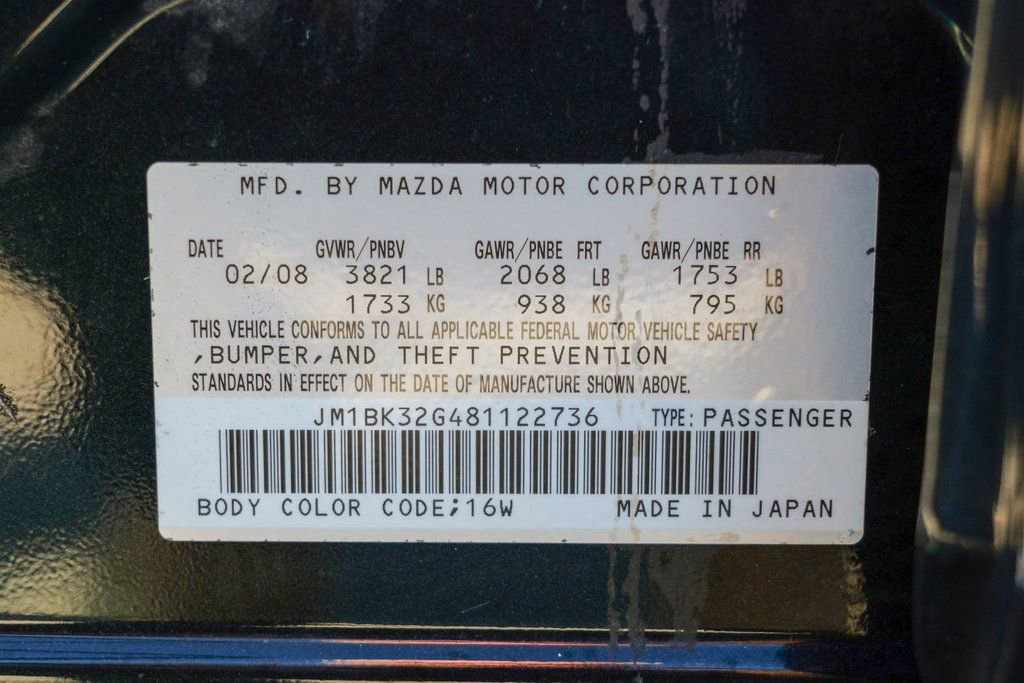 MFD. BY MAZDA MOTOR CORPORATION
DATE GVWR/PNBV GAWR/PNBE FRT GAWR/PNBE RR
02/08 3821 LB 2068 LB 1753 LB
1733 KG 938 KG 795 KG
THIS VEHICLE CONFORMS TO ALL APPLICABLE FEDERAL MOTOR VEHICLE SAFETY
,BUMPER,AND THEFT PREVENTION
STANDARDS IN EFFECT ON THE DATE OF MANUFACTURE SHOWN ABOVE.
JM1BK32G481122736 TYPE: PASSENGER
BODY COLOR CODE;16W MADE IN JAPAN